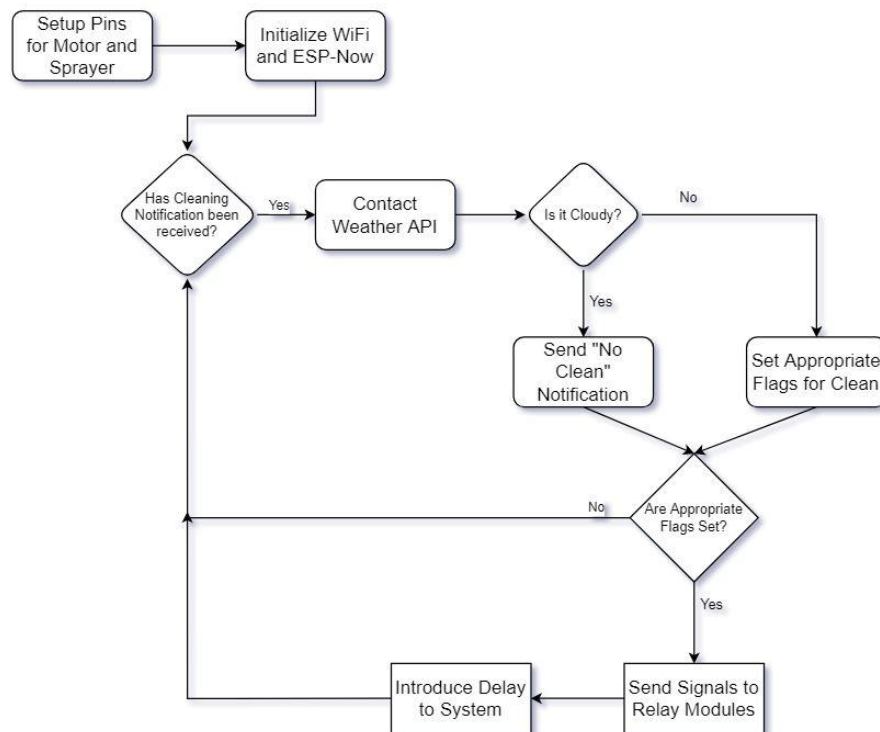 Setup Pins
for Motor and
Sprayer
Initialize WiFi
and ESP-Now
Has Cleaning
Notification been
received?
Yes
Contact
Weather API
Is it Cloudy?
No
Yes
Send "No
Clean"
Notification
Set Appropriate
Flags for Clean
Are Appropriate
Flags Set?
No
Yes
Send Signals to
Relay Modules
Introduce Delay
to System